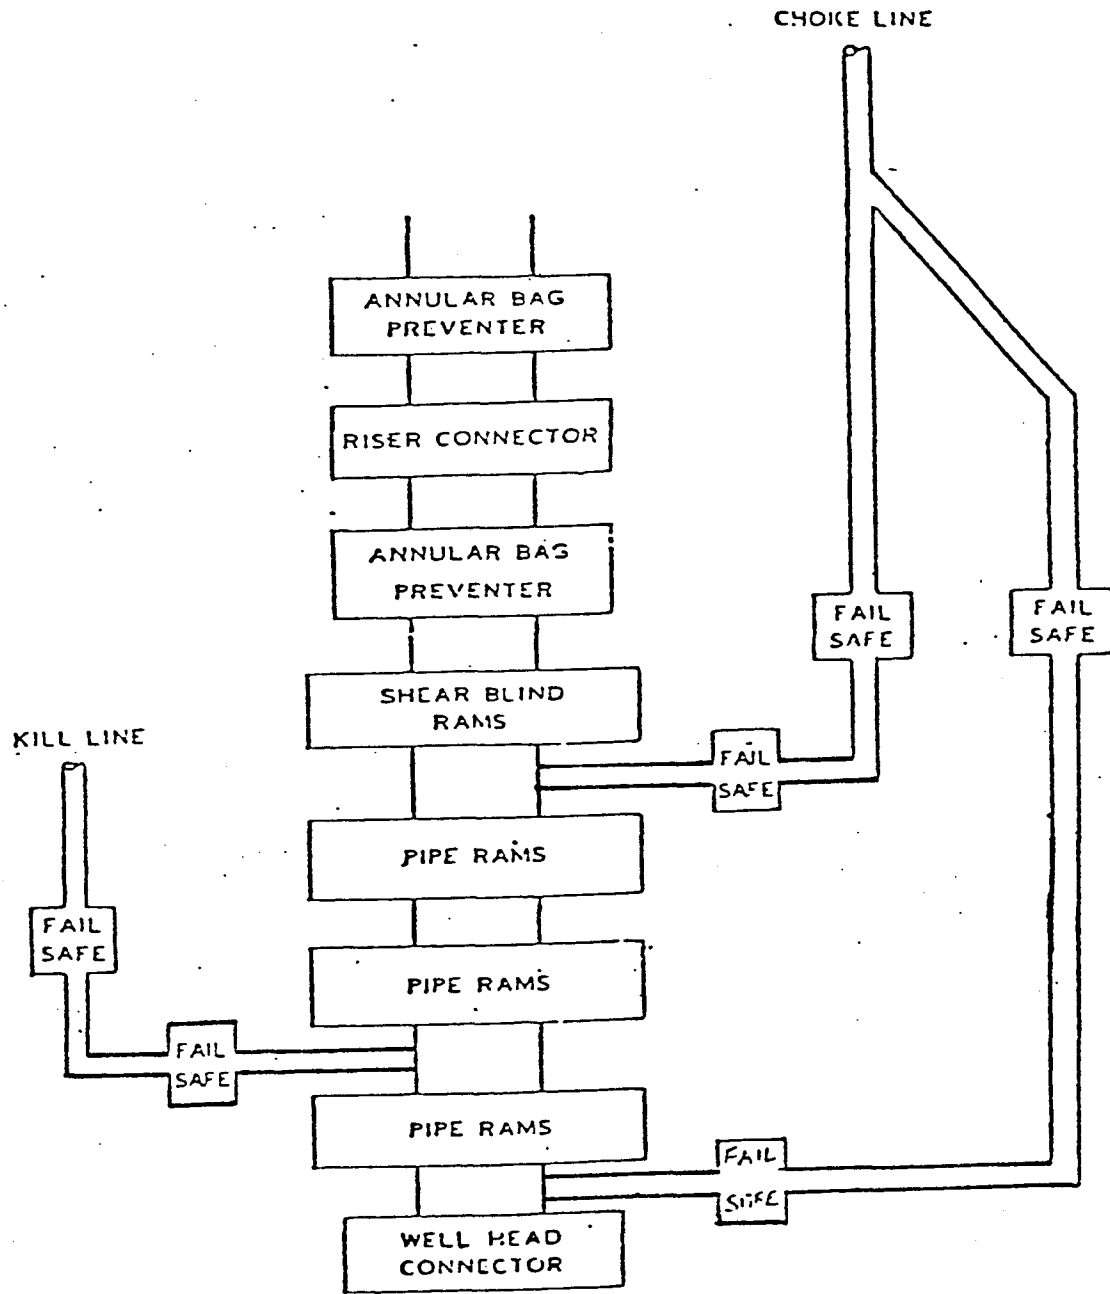 CHOKE LINE
ANNULAR BAG
PREVENTER
RISER CONNECTOR
ANNULAR BAG
PREVENTER
FAIL
SAFE
FAIL
SAFE
SHEAR BLIND
RAMS
KILL LINE
FAIL
SAFE
PIPE RAMS
FAIL
SAFE
PIPE RAMS
FAIL
SAFE
PIPE RAMS
FAIL
SAFE
WELL HEAD
CONNECTOR